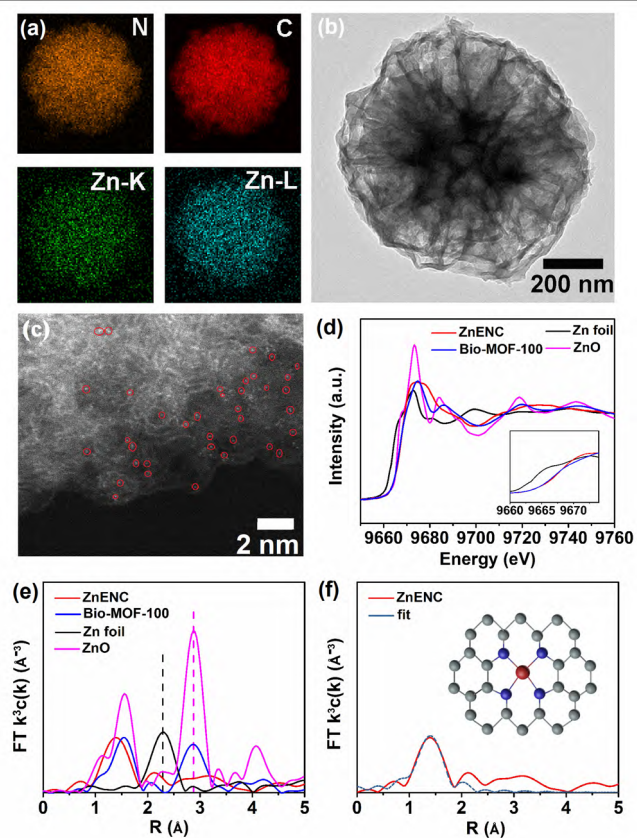 (a)
N
C
Zn-K
Zn-L
(b)
200 nm
(c)
2 nm
(d)
ZnENC
Bio-MOF-100
Zn foil
ZnO
Intensity (a.u.)
9660 9665 9670
9660 9680 9700 9720 9740 9760
Energy (eV)
(e)
ZnENC
Bio-MOF-100
Zn foil
ZnO
FT k³c(k) (Å⁻³)
0 1 2 3 4 5
R (Å)
(f)
ZnENC
fit
FT k³c(k) (Å⁻³)
0 1 2 3 4 5
R (Å)